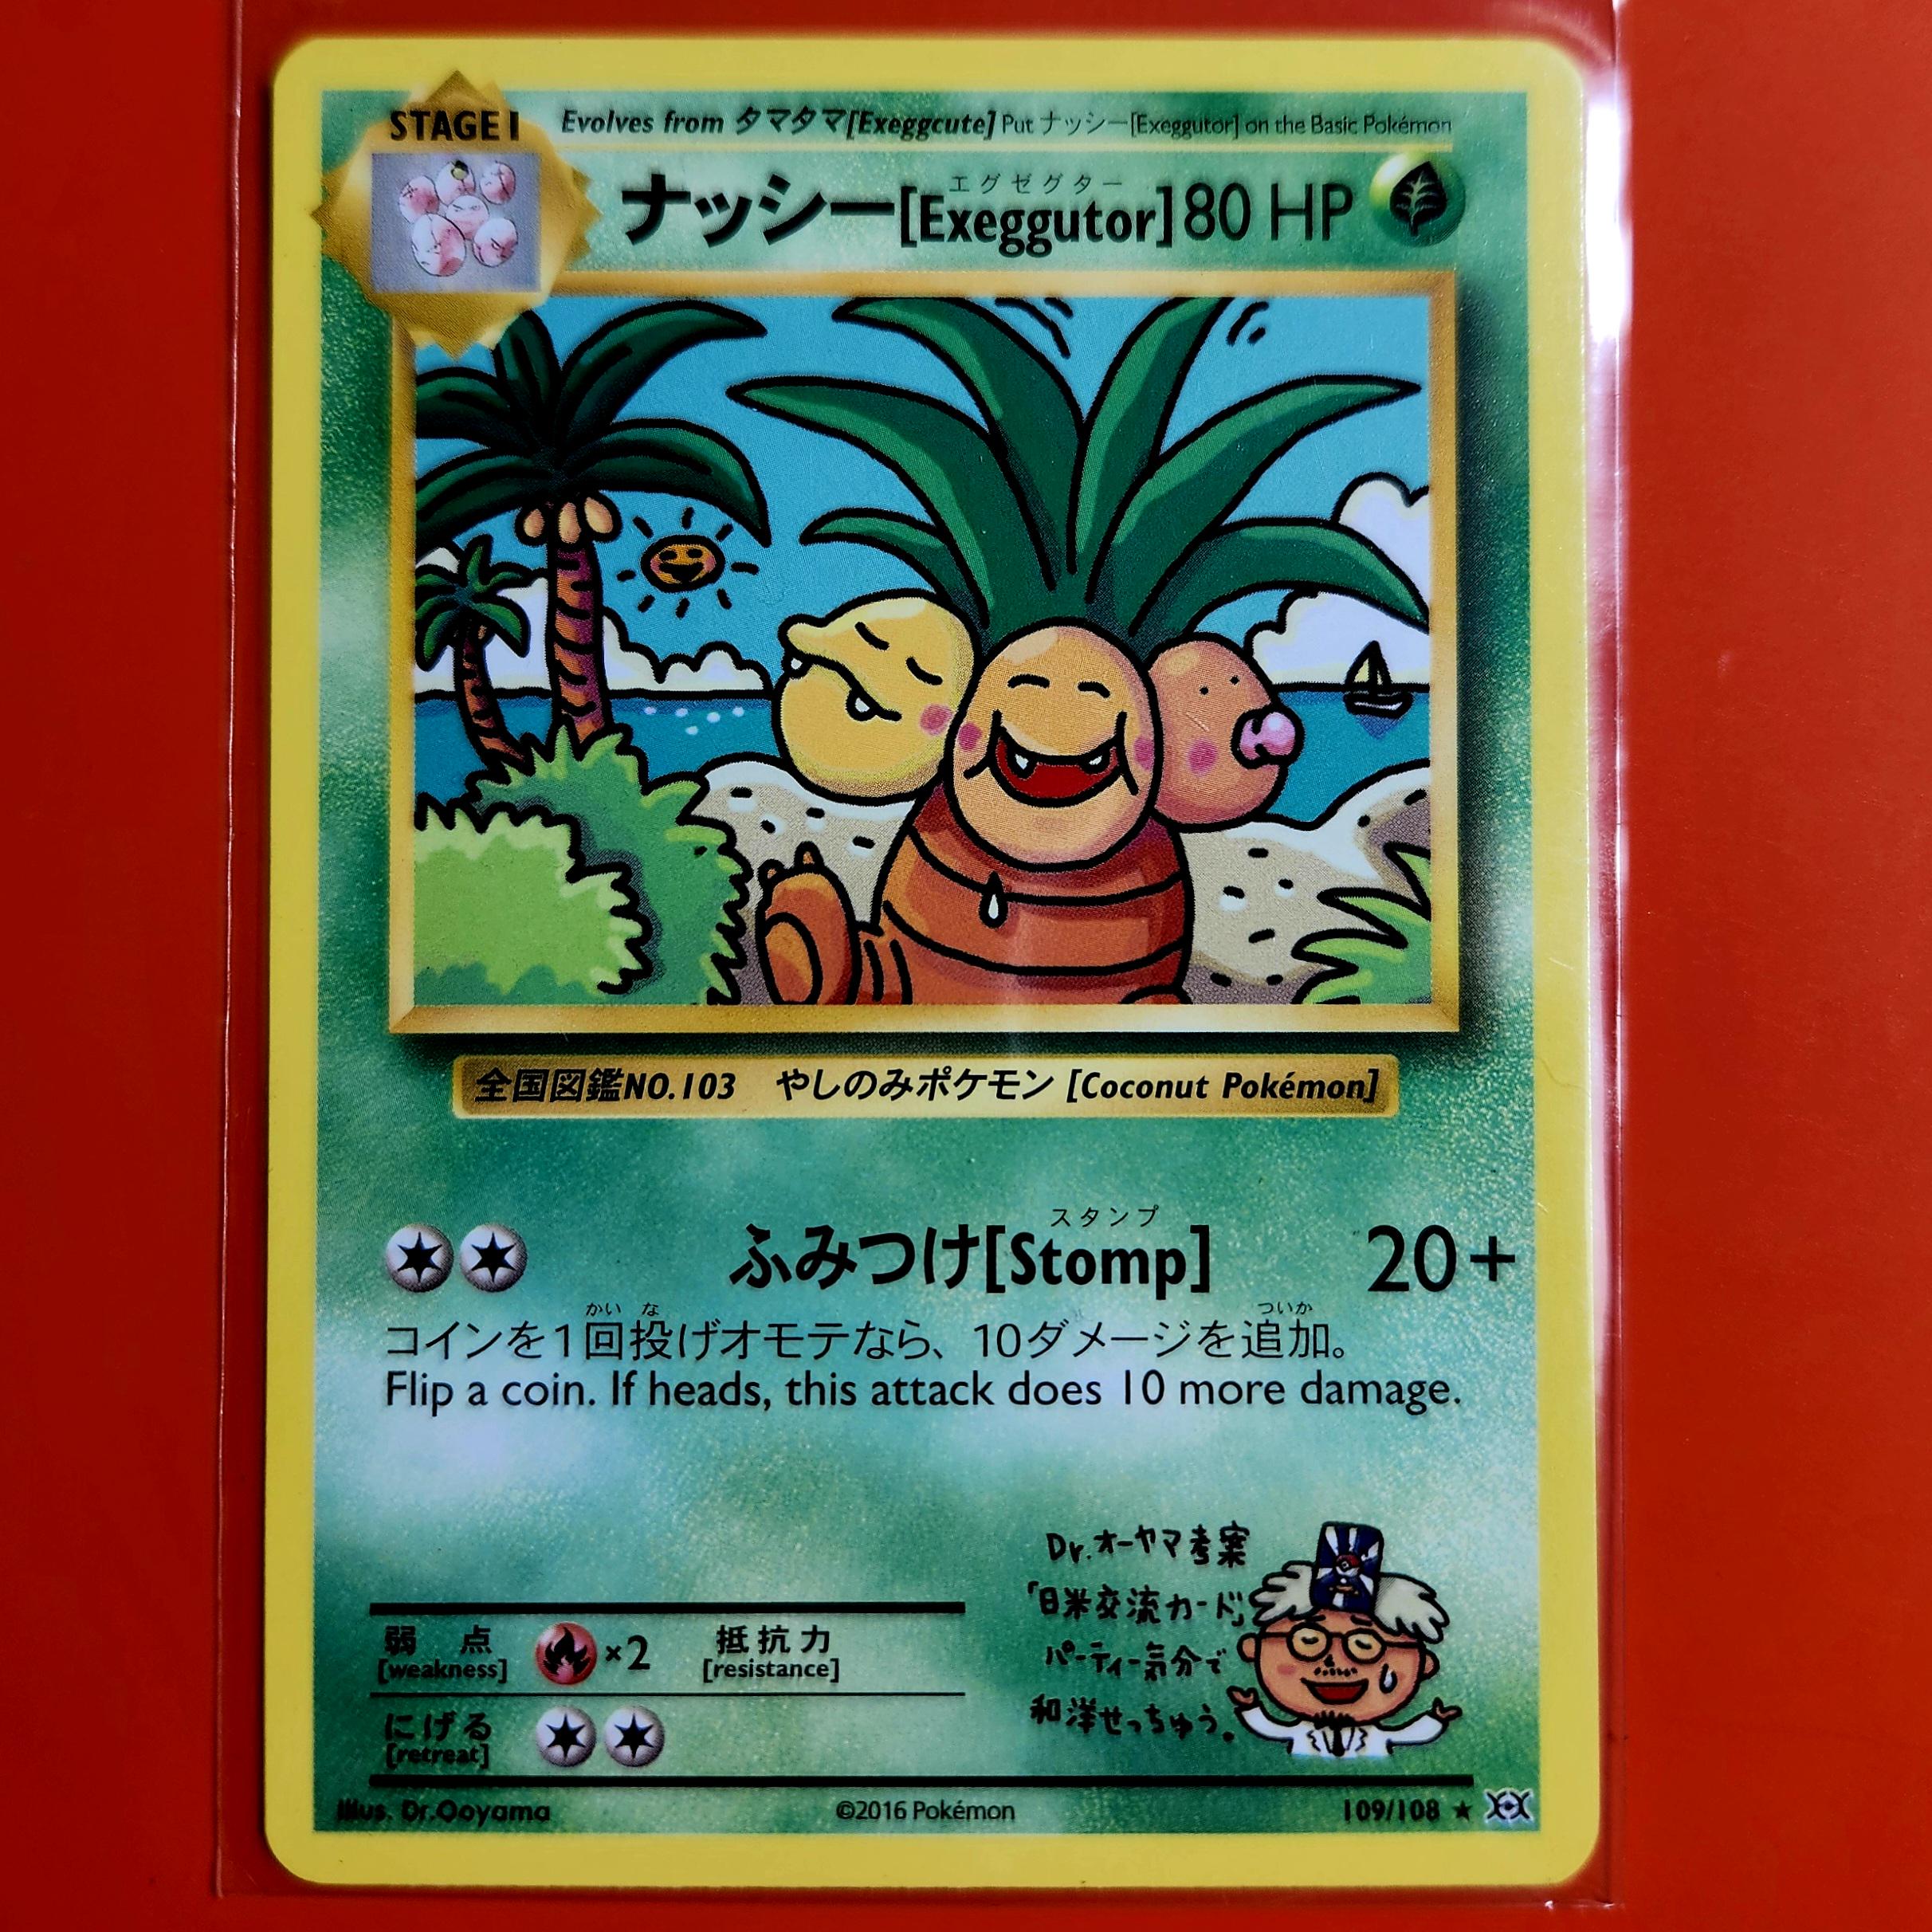 STAGE 1
Evolves from タマタマ[Exeggcute] Put ナッシー[Exeggutor] on the Basic Pokémon
エグゼグター
ナッシー[Exeggutor] 80 HP
全国図鑑NO.103 やしのみポケモン [Coconut Pokémon]
スタンプ
ふみつけ[Stomp] 20+
かい な ついか
コインを1回投げオモテなら、10ダメージを追加。
Flip a coin. If heads, this attack does 10 more damage.
Dr.オーヤマ考案
「日米交流カード」
パーティー気分で
和洋せっちゅう。
弱点 ×2 抵抗力
[weakness] [resistance]
にげる
[retreat]
Illus. Dr.Ooyama ©2016 Pokémon 109/108 ★